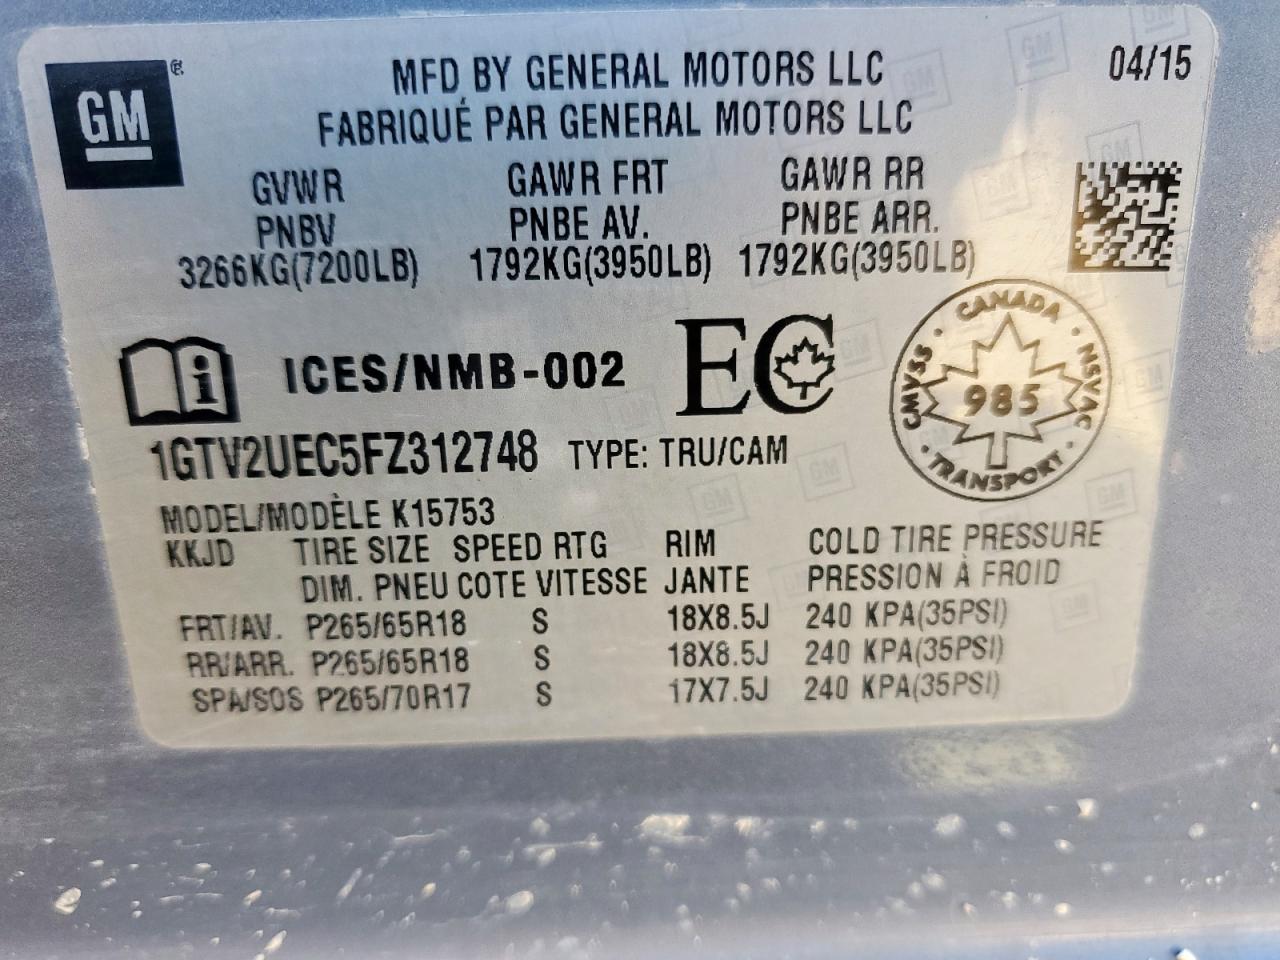 GM
MFD BY GENERAL MOTORS LLC
04/15
FABRIQUÉ PAR GENERAL MOTORS LLC
GVWR GAWR FRT GAWR RR
PNBV PNBE AV. PNBE ARR.
3266KG(7200LB) 1792KG(3950LB) 1792KG(3950LB)
ICES/NMB-002 EC
CANADA
CMVSS 985 NSVAC
TRANSPORT
1GTV2UEC5FZ312748 TYPE: TRU/CAM
MODEL/MODÈLE K15753
KKJD TIRE SIZE SPEED RTG RIM COLD TIRE PRESSURE
DIM. PNEU COTE VITESSE JANTE PRESSION À FROID
FRT/AV. P265/65R18 S 18X8.5J 240 KPA(35PSI)
RR/ARR. P265/65R18 S 18X8.5J 240 KPA(35PSI)
SPA/SOS P265/70R17 S 17X7.5J 240 KPA(35PSI)